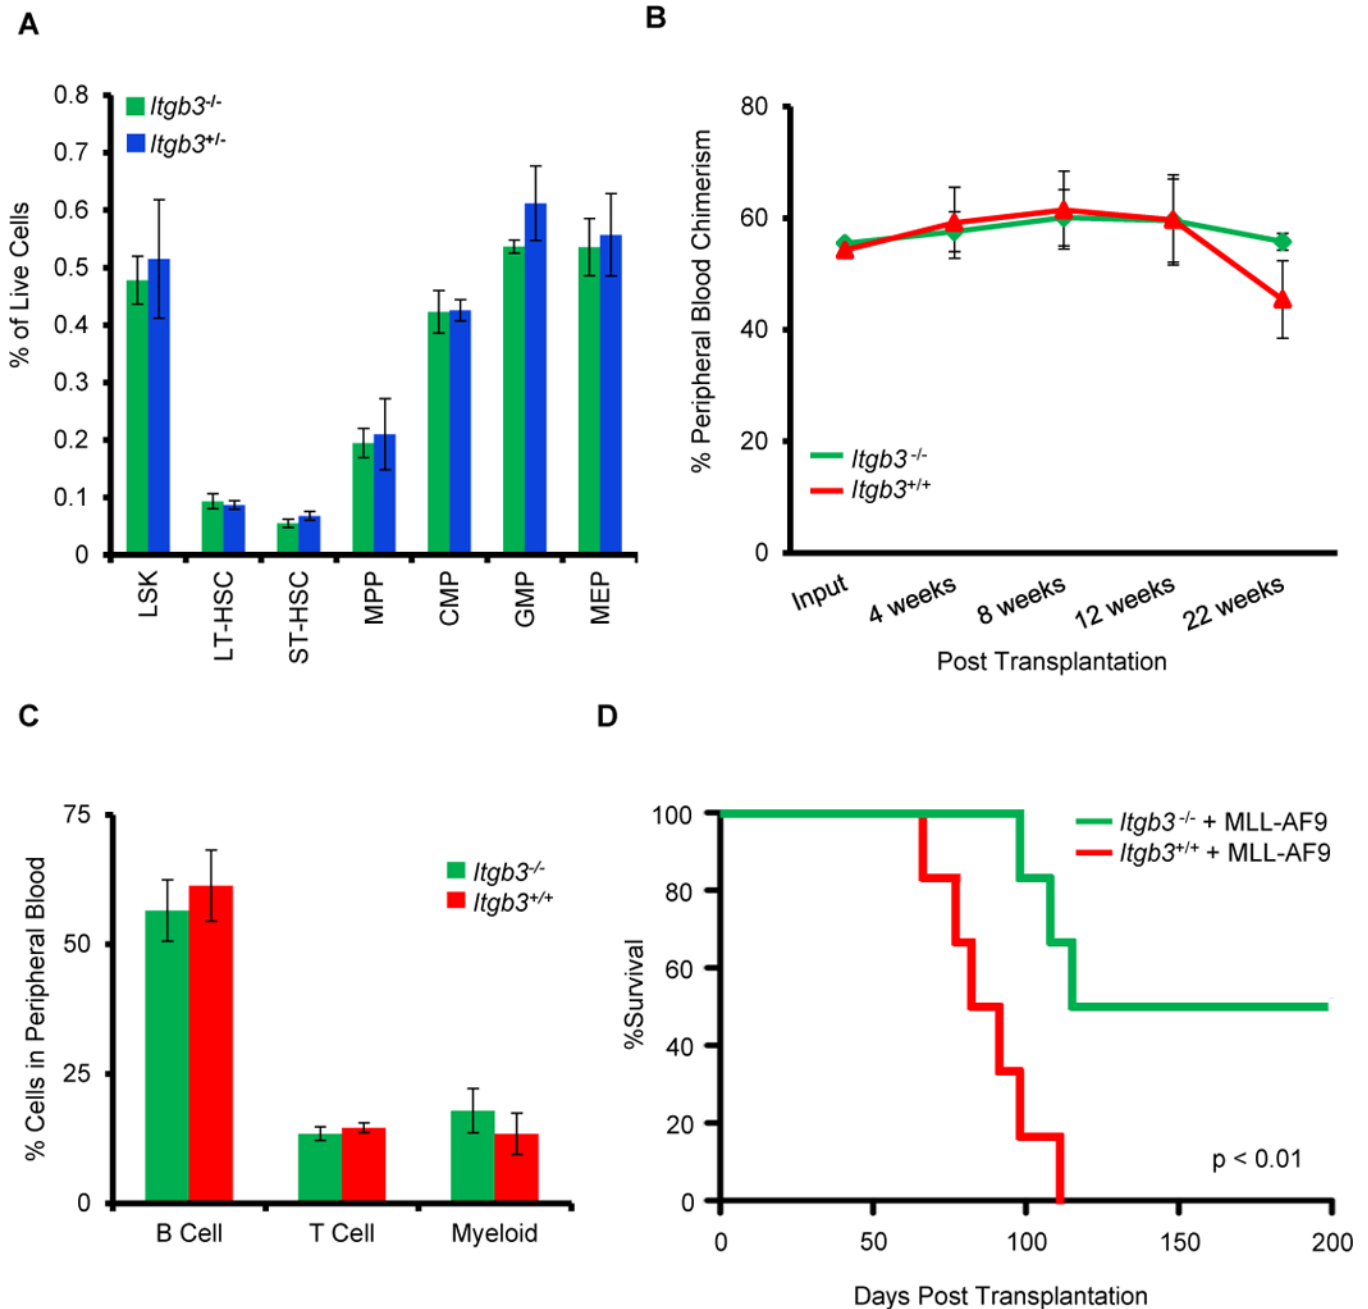 A
% of Live Cells
0.8
0.7
0.6
0.5
0.4
0.3
0.2
0.1
0
Itgb3-/-
Itgb3+/-
LSK
LT-HSC
ST-HSC
MPP
CMP
GMP
MEP
B
% Peripheral Blood Chimerism
80
60
40
20
0
Itgb3 -/-
Itgb3+/+
Input
4 weeks
8 weeks
12 weeks
22 weeks
Post Transplantation
C
% Cells in Peripheral Blood
75
50
25
0
Itgb3-/-
Itgb3+/+
B Cell
T Cell
Myeloid
D
%Survival
100
80
60
40
20
0
Itgb3 -/- + MLL-AF9
Itgb3+/+ + MLL-AF9
p < 0.01
0
50
100
150
200
Days Post Transplantation